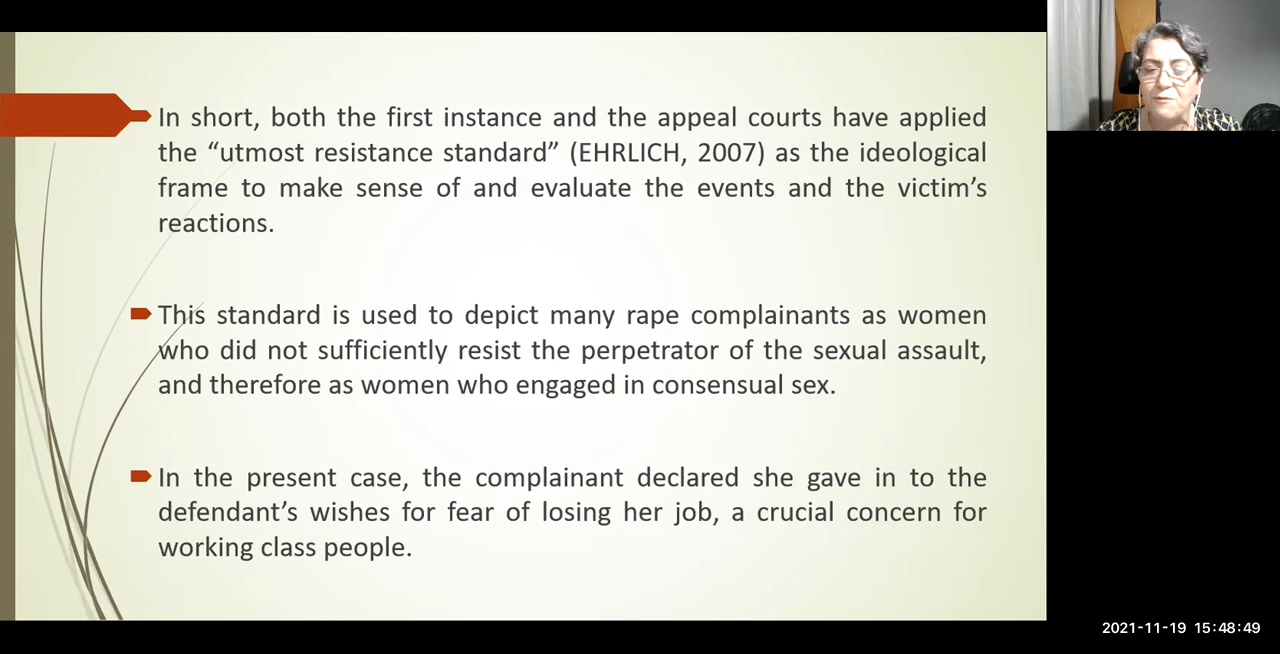 In short, both the first instance and the appeal courts have applied
the “utmost resistance standard” (EHRLICH, 2007) as the ideological
frame to make sense of and evaluate the events and the victim’s
reactions.
This standard is used to depict many rape complainants as women
who did not sufficiently resist the perpetrator of the sexual assault,
and therefore as women who engaged in consensual sex.
In the present case, the complainant declared she gave in to the
defendant’s wishes for fear of losing her job, a crucial concern for
working class people.
2021-11-19 15:48:49